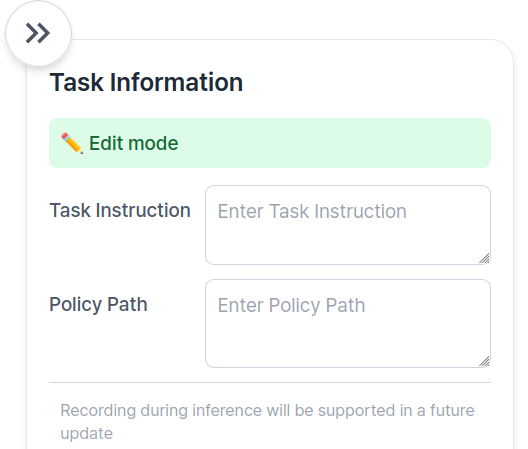 Task Information
✏️ Edit mode
Task Instruction
Enter Task Instruction
Policy Path
Enter Policy Path
Recording during inference will be supported in a future
update